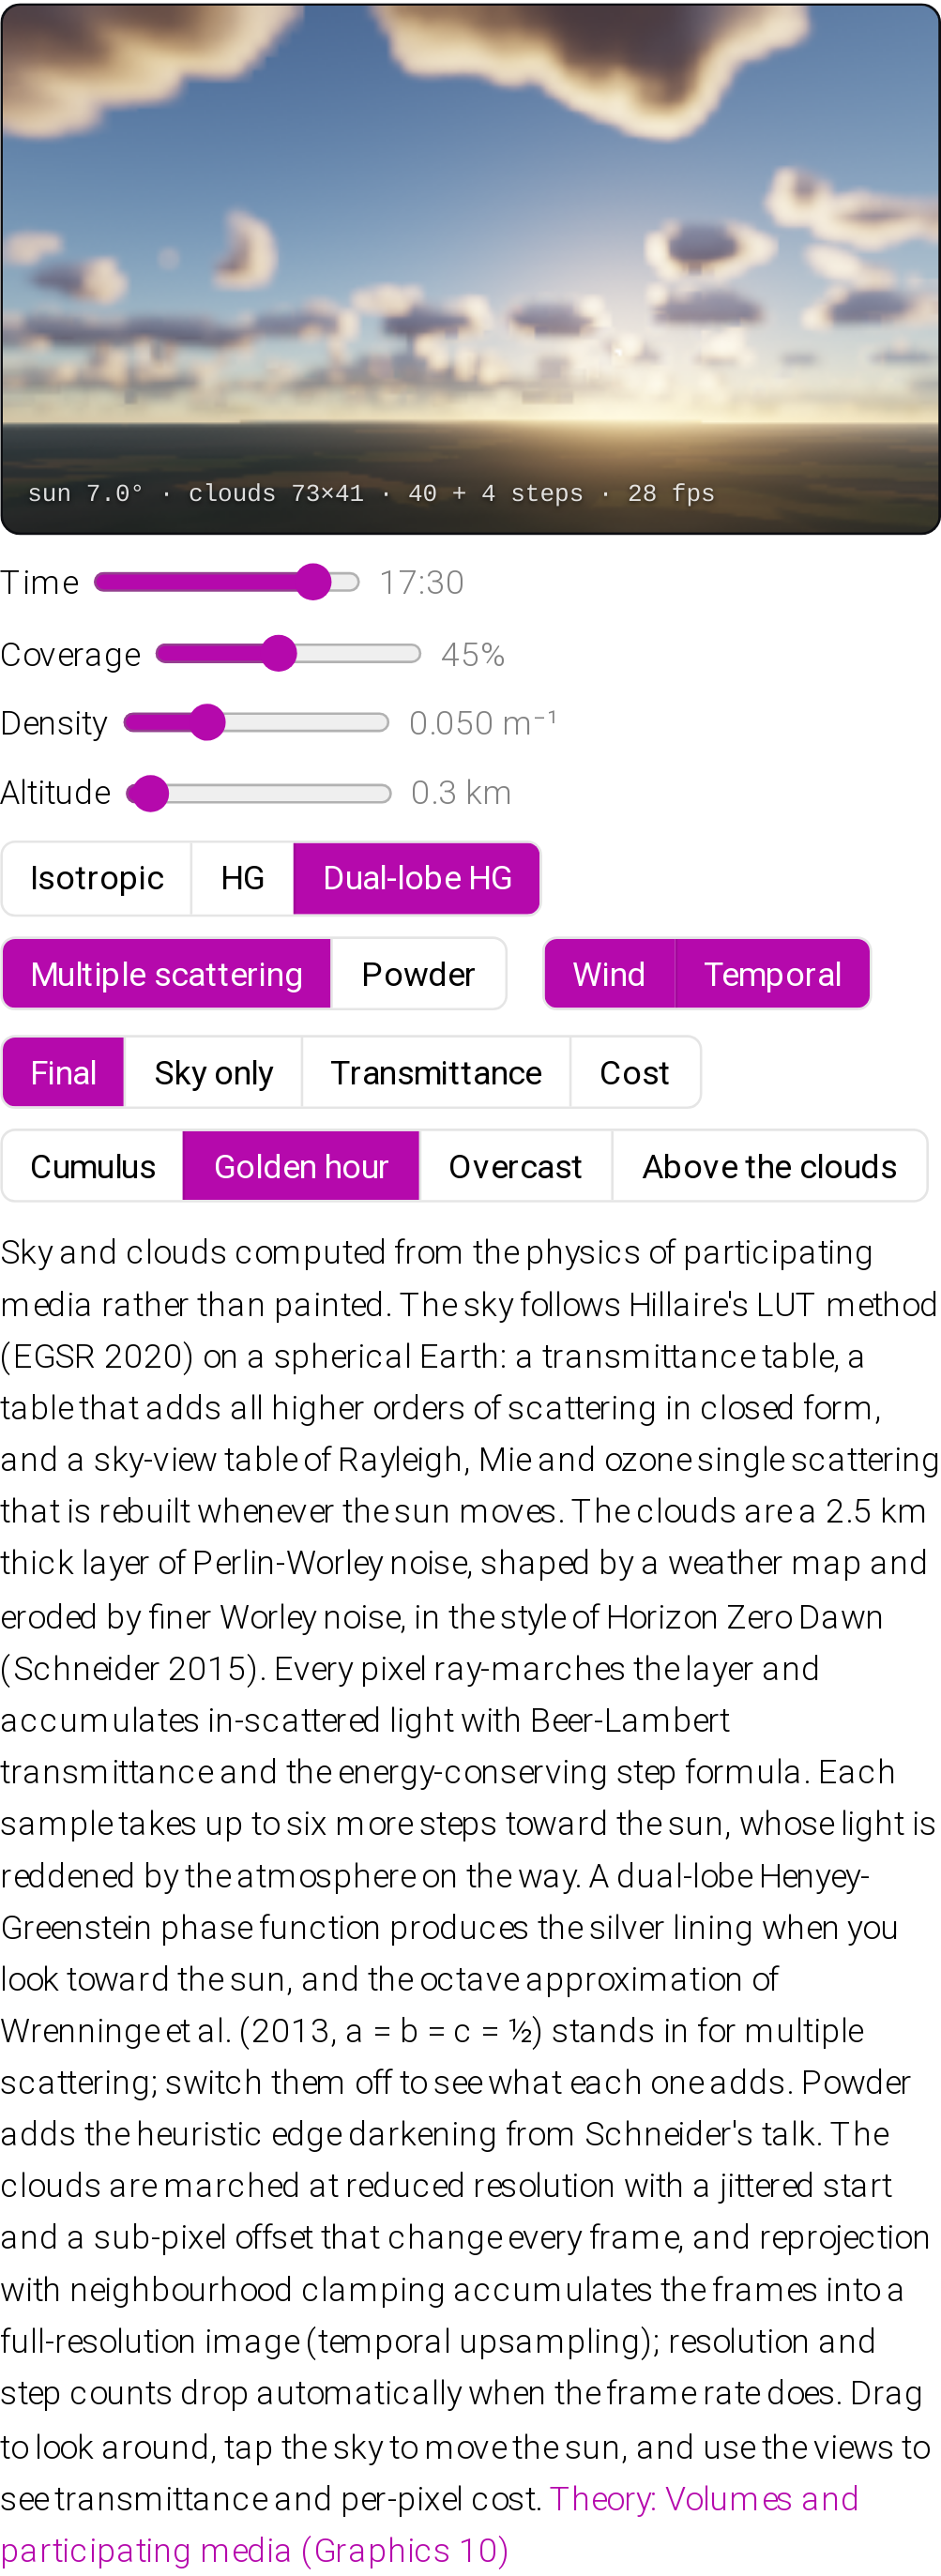 sun 7.0° · clouds 73×41 · 40 + 4 steps · 28 fps
Time 17:30
Coverage 45%
Density 0.050 m⁻¹
Altitude 0.3 km
Isotropic HG Dual-lobe HG
Multiple scattering Powder Wind Temporal
Final Sky only Transmittance Cost
Cumulus Golden hour Overcast Above the clouds
Sky and clouds computed from the physics of participating
media rather than painted. The sky follows Hillaire's LUT method
(EGSR 2020) on a spherical Earth: a transmittance table, a
table that adds all higher orders of scattering in closed form,
and a sky-view table of Rayleigh, Mie and ozone single scattering
that is rebuilt whenever the sun moves. The clouds are a 2.5 km
thick layer of Perlin-Worley noise, shaped by a weather map and
eroded by finer Worley noise, in the style of Horizon Zero Dawn
(Schneider 2015). Every pixel ray-marches the layer and
accumulates in-scattered light with Beer-Lambert
transmittance and the energy-conserving step formula. Each
sample takes up to six more steps toward the sun, whose light is
reddened by the atmosphere on the way. A dual-lobe Henyey-
Greenstein phase function produces the silver lining when you
look toward the sun, and the octave approximation of
Wrenninge et al. (2013, a = b = c = ½) stands in for multiple
scattering; switch them off to see what each one adds. Powder
adds the heuristic edge darkening from Schneider's talk. The
clouds are marched at reduced resolution with a jittered start
and a sub-pixel offset that change every frame, and reprojection
with neighbourhood clamping accumulates the frames into a
full-resolution image (temporal upsampling); resolution and
step counts drop automatically when the frame rate does. Drag
to look around, tap the sky to move the sun, and use the views to
see transmittance and per-pixel cost. Theory: Volumes and
participating media (Graphics 10)